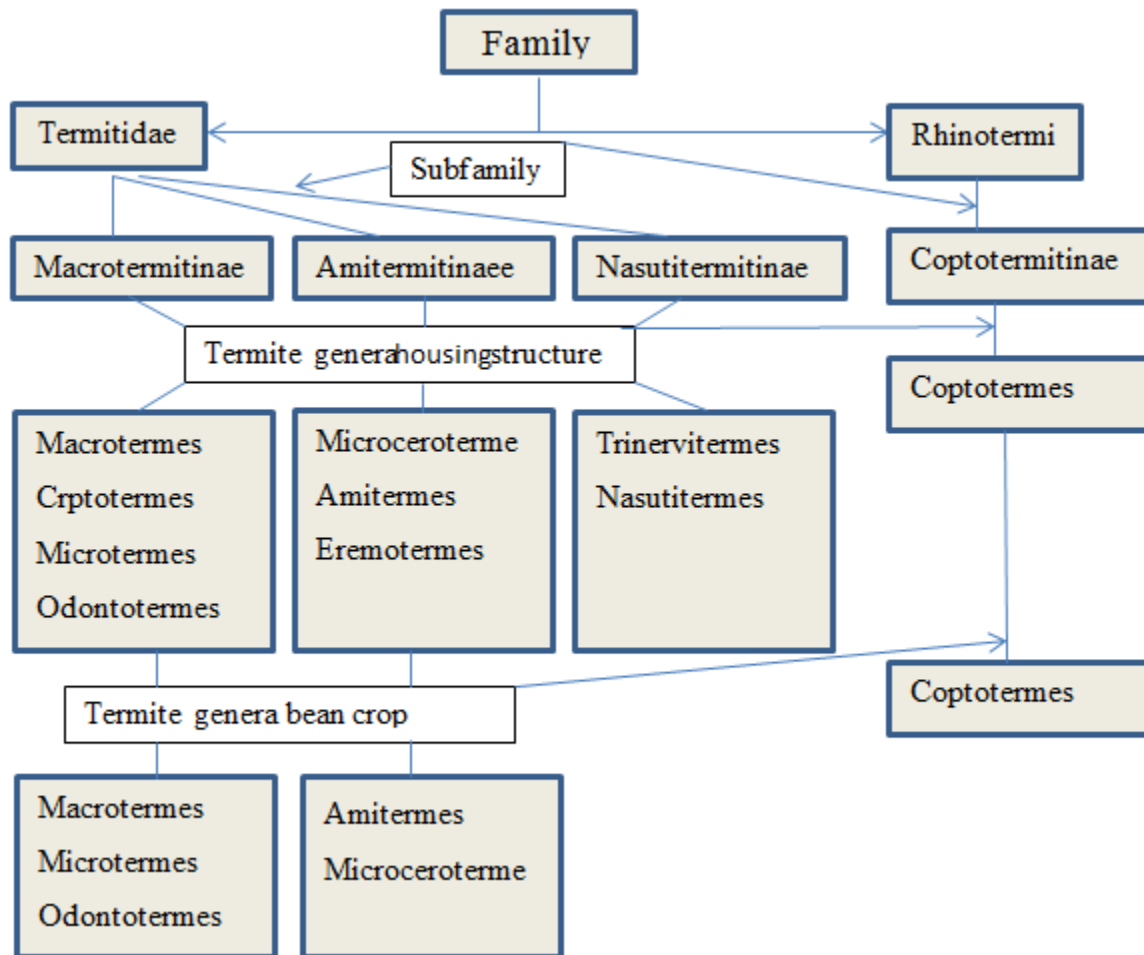 Family
Termitidae
Rhinotermi
Subfamily
Macrotermitinae
Amitermitinaee
Nasutitermitinae
Coptotermitinae
Termite generahousingstructure
Coptotermes
Macrotermes
Crptotermes
Microtermes
Odontotermes
Microceroterme
Amitermes
Eremotermes
Trinervitermes
Nasutitermes
Termite genera bean crop
Coptotermes
Macrotermes
Microtermes
Odontotermes
Amitermes
Microceroterme